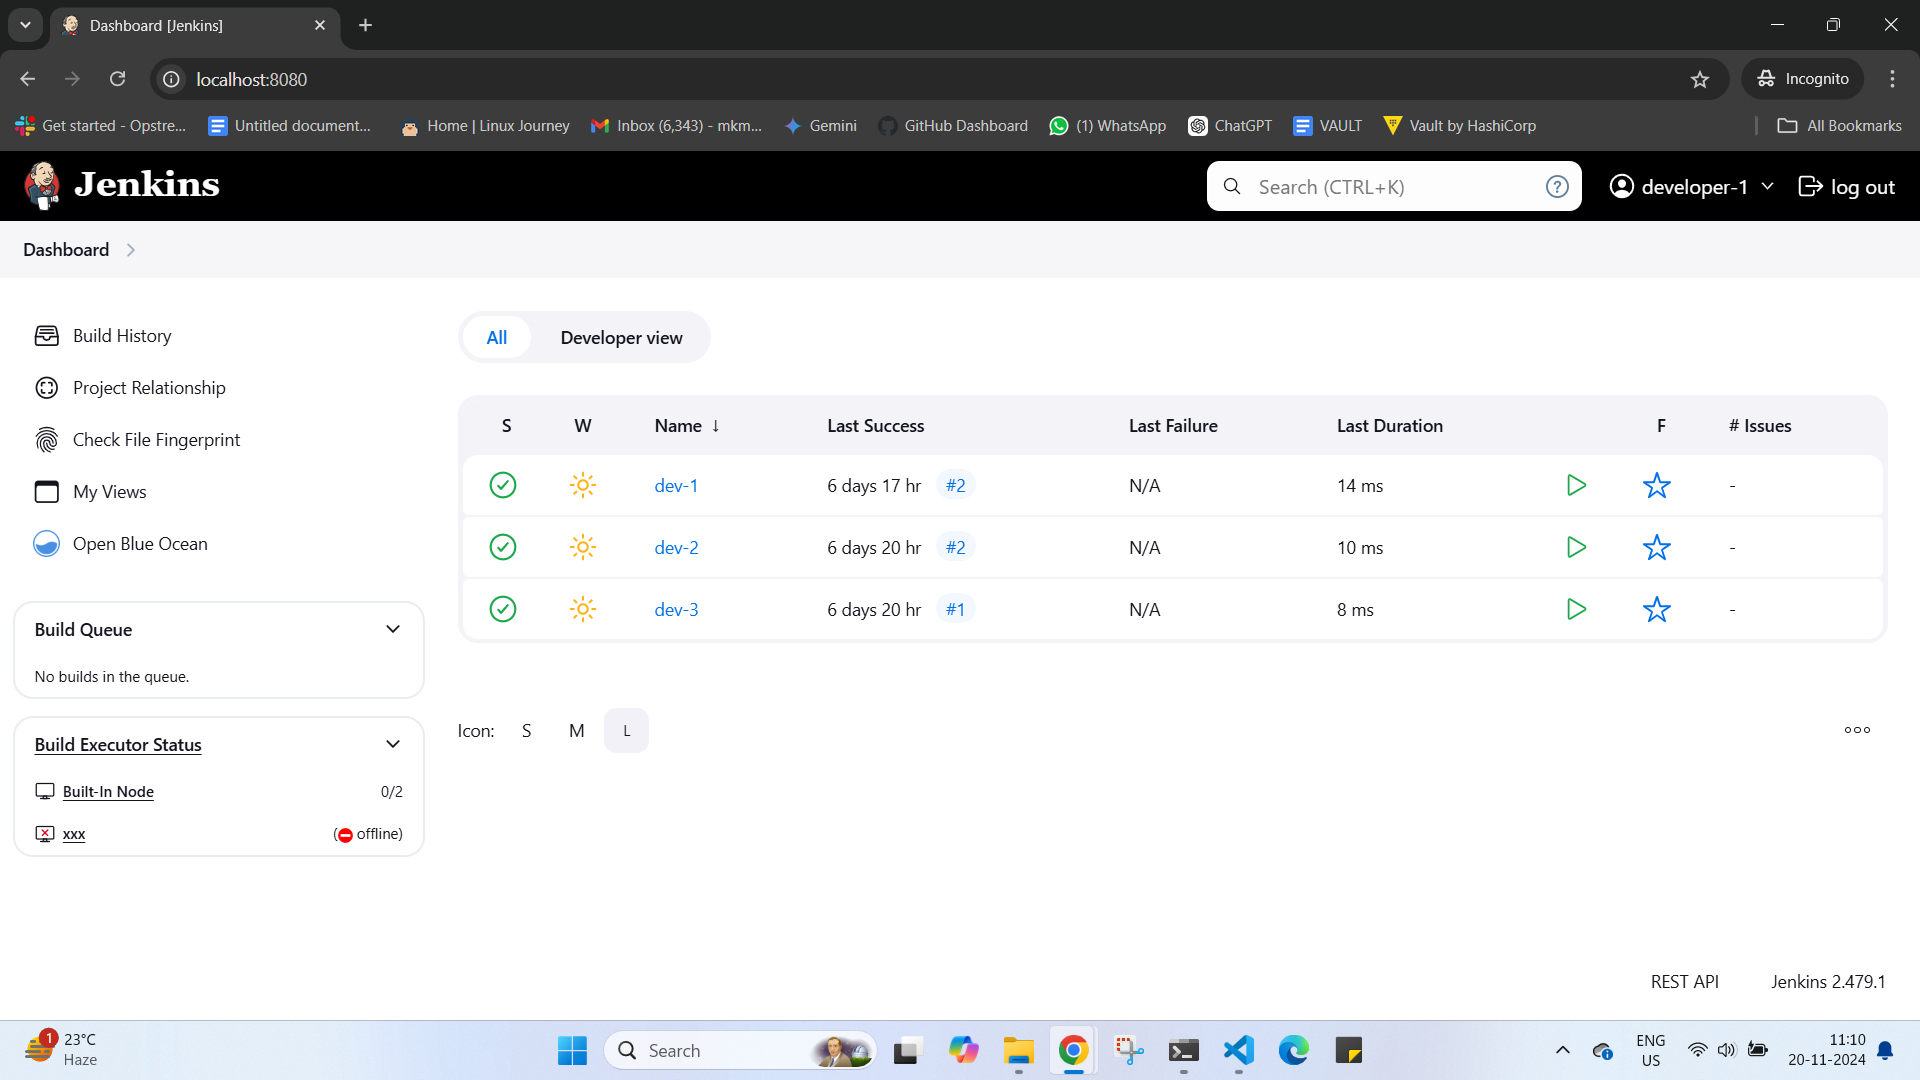 Dashboard [Jenkins]
localhost:8080
Incognito
Get started - Opstre...
Untitled document...
Home | Linux Journey
Inbox (6,343) - mkm...
Gemini
GitHub Dashboard
(1) WhatsApp
ChatGPT
VAULT
Vault by HashiCorp
All Bookmarks
Jenkins
Search (CTRL+K)
?
developer-1
log out
Dashboard
Build History
Project Relationship
Check File Fingerprint
My Views
Open Blue Ocean
Build Queue
No builds in the queue.
Build Executor Status
Built-In Node 0/2
xxx (offline)
All Developer view
S W Name ↓ Last Success Last Failure Last Duration F # Issues
dev-1 6 days 17 hr #2 N/A 14 ms -
dev-2 6 days 20 hr #2 N/A 10 ms -
dev-3 6 days 20 hr #1 N/A 8 ms -
Icon: S M L
REST API Jenkins 2.479.1
1
23°C
Haze
Search
ENG
US
11:10
20-11-2024